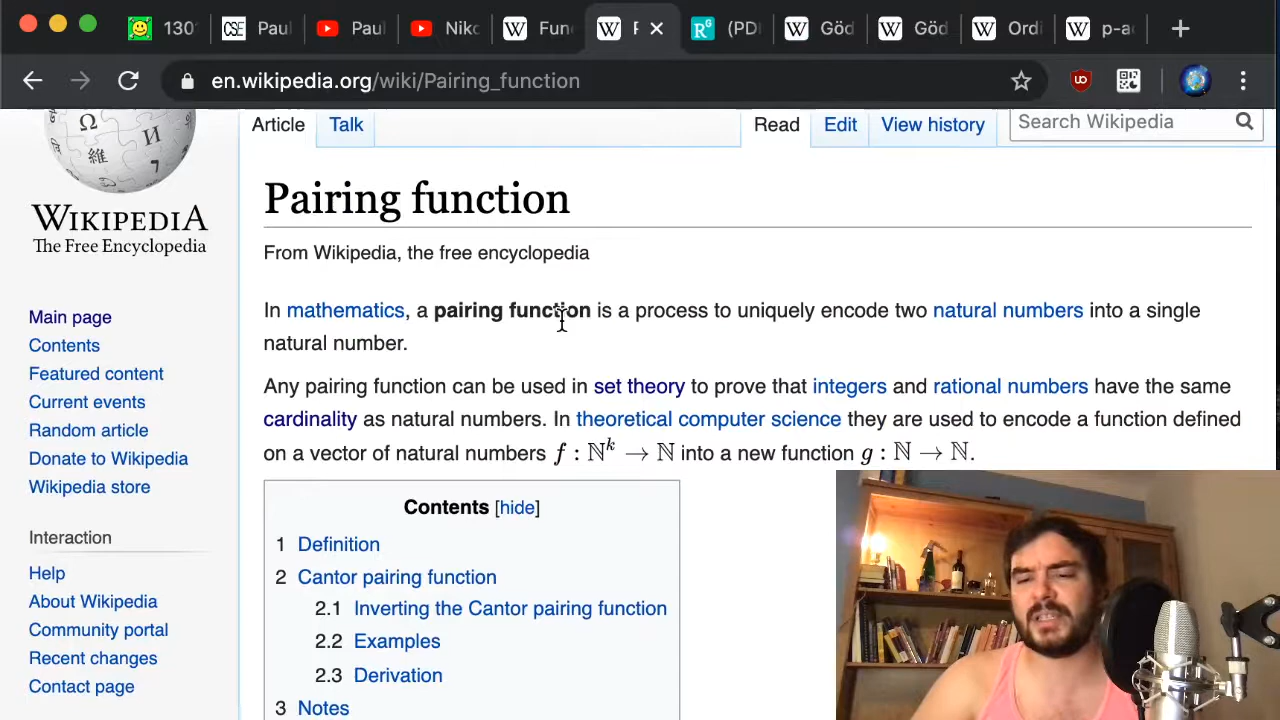 130
CSE Paul
Paul
Niko
W Fun
W
RG (PD
W Göd
W Göd
W Ordi
W p-a
en.wikipedia.org/wiki/Pairing_function
Ω
И
維
WIKIPEDIA
The Free Encyclopedia
Article Talk Read Edit View history Search Wikipedia
Pairing function
From Wikipedia, the free encyclopedia
In mathematics, a pairing function is a process to uniquely encode two natural numbers into a single
natural number.
Any pairing function can be used in set theory to prove that integers and rational numbers have the same
cardinality as natural numbers. In theoretical computer science they are used to encode a function defined
on a vector of natural numbers f : ℕᵏ → ℕ into a new function g : ℕ → ℕ.
Contents [hide]
1 Definition
2 Cantor pairing function
2.1 Inverting the Cantor pairing function
2.2 Examples
2.3 Derivation
3 Notes
Main page
Contents
Featured content
Current events
Random article
Donate to Wikipedia
Wikipedia store
Interaction
Help
About Wikipedia
Community portal
Recent changes
Contact page